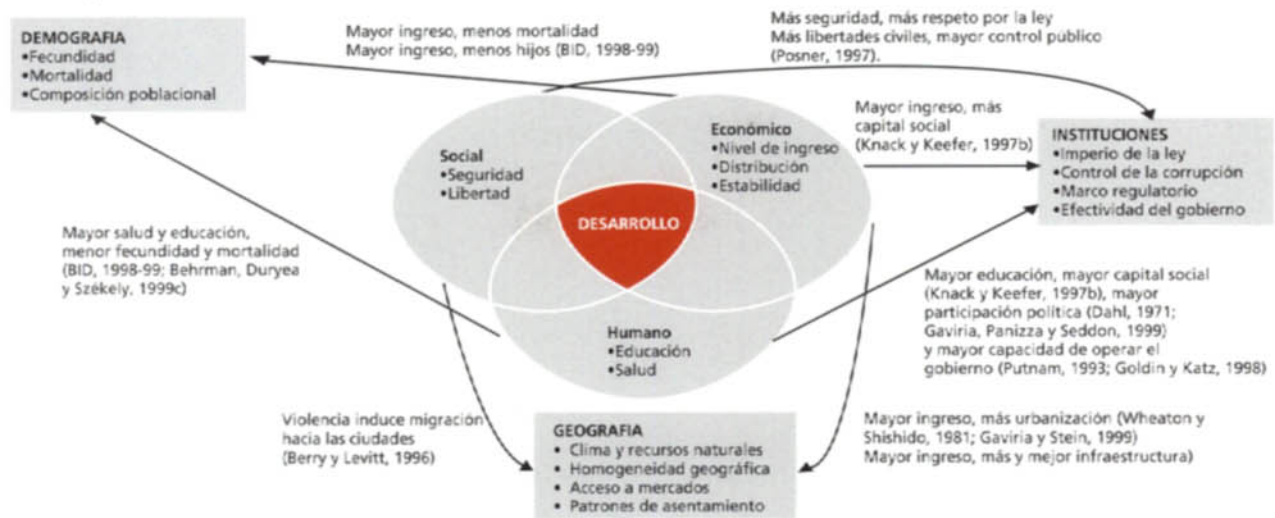 DEMOGRAFIA
•Fecundidad
•Mortalidad
•Composición poblacional
Mayor ingreso, menos mortalidad
Mayor ingreso, menos hijos (BID, 1998-99)
Más seguridad, más respeto por la ley
Más libertades civiles, mayor control público
(Posner, 1997).
Social
•Seguridad
•Libertad
Económico
•Nivel de ingreso
•Distribución
•Estabilidad
Mayor ingreso, más
capital social
(Knack y Keefer, 1997b)
INSTITUCIONES
•Imperio de la ley
•Control de la corrupción
•Marco regulatorio
•Efectividad del gobierno
DESARROLLO
Mayor salud y educación,
menor fecundidad y mortalidad
(BID, 1998-99; Behrman, Duryea
y Székely, 1999c)
Humano
•Educación
•Salud
Mayor educación, mayor capital social
(Knack y Keefer, 1997b), mayor
participación política (Dahl, 1971;
Gaviria, Panizza y Seddon, 1999)
y mayor capacidad de operar el
gobierno (Putnam, 1993; Goldin y Katz, 1998)
Violencia induce migración
hacia las ciudades
(Berry y Levitt, 1996)
GEOGRAFIA
• Clima y recursos naturales
• Homogeneidad geográfica
• Acceso a mercados
• Patrones de asentamiento
Mayor ingreso, más urbanización (Wheaton y
Shishido, 1981; Gaviria y Stein, 1999)
Mayor ingreso, más y mejor infraestructura)